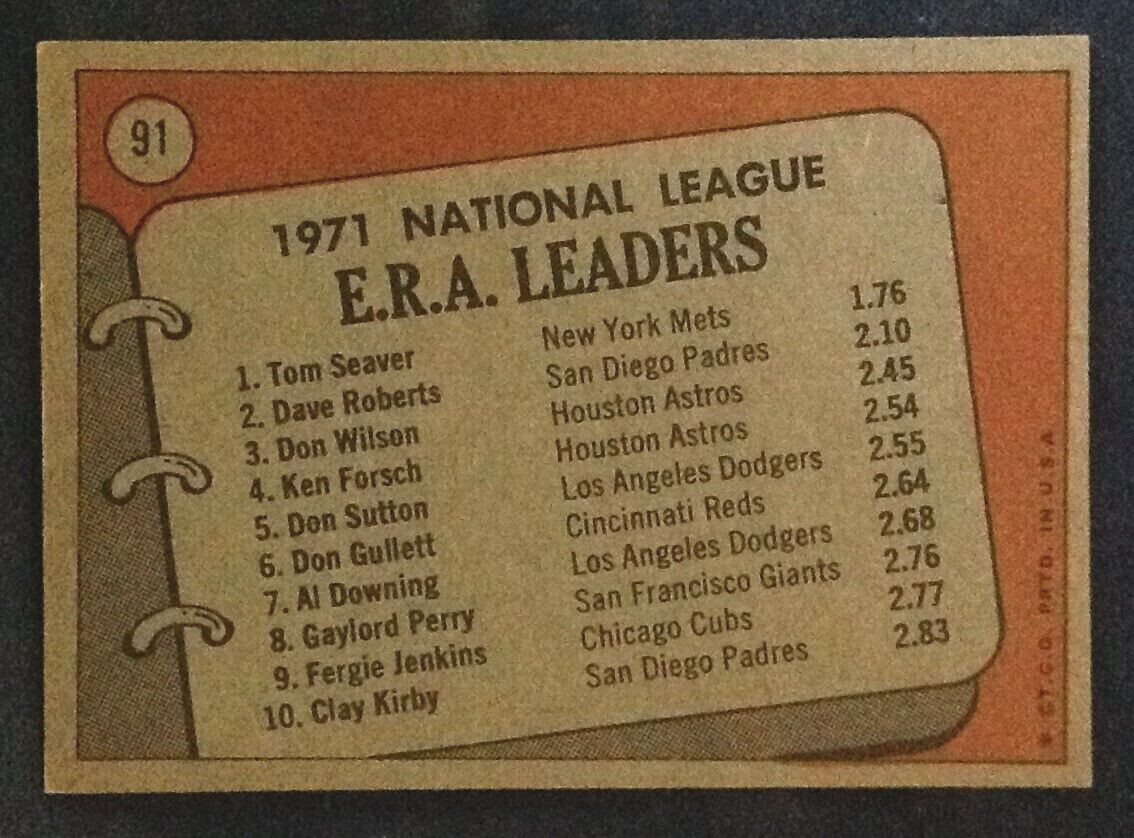 91
1971 NATIONAL LEAGUE
E.R.A. LEADERS
1. Tom Seaver New York Mets 1.76
2. Dave Roberts San Diego Padres 2.10
3. Don Wilson Houston Astros 2.45
4. Ken Forsch Houston Astros 2.54
5. Don Sutton Los Angeles Dodgers 2.55
6. Don Gullett Cincinnati Reds 2.64
7. Al Downing Los Angeles Dodgers 2.68
8. Gaylord Perry San Francisco Giants 2.76
9. Fergie Jenkins Chicago Cubs 2.77
10. Clay Kirby San Diego Padres 2.83
PRTD. IN U.S.A.